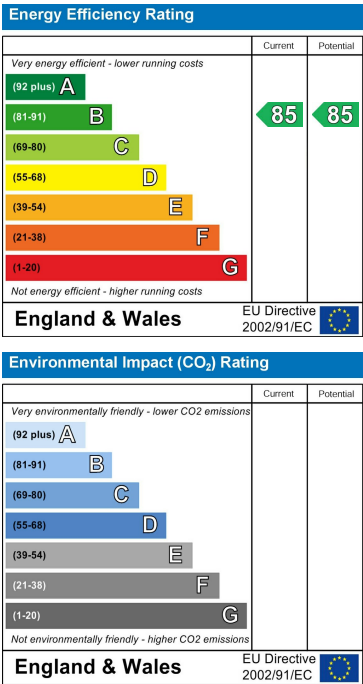 Energy Efficiency Rating
Current Potential
Very energy efficient - lower running costs
(92 plus) A
(81-91) B 85 85
(69-80) C
(55-68) D
(39-54) E
(21-38) F
(1-20) G
Not energy efficient - higher running costs
England & Wales EU Directive
2002/91/EC
Environmental Impact (CO₂) Rating
Current Potential
Very environmentally friendly - lower CO2 emissions
(92 plus) A
(81-91) B
(69-80) C
(55-68) D
(39-54) E
(21-38) F
(1-20) G
Not environmentally friendly - higher CO2 emissions
England & Wales EU Directive
2002/91/EC